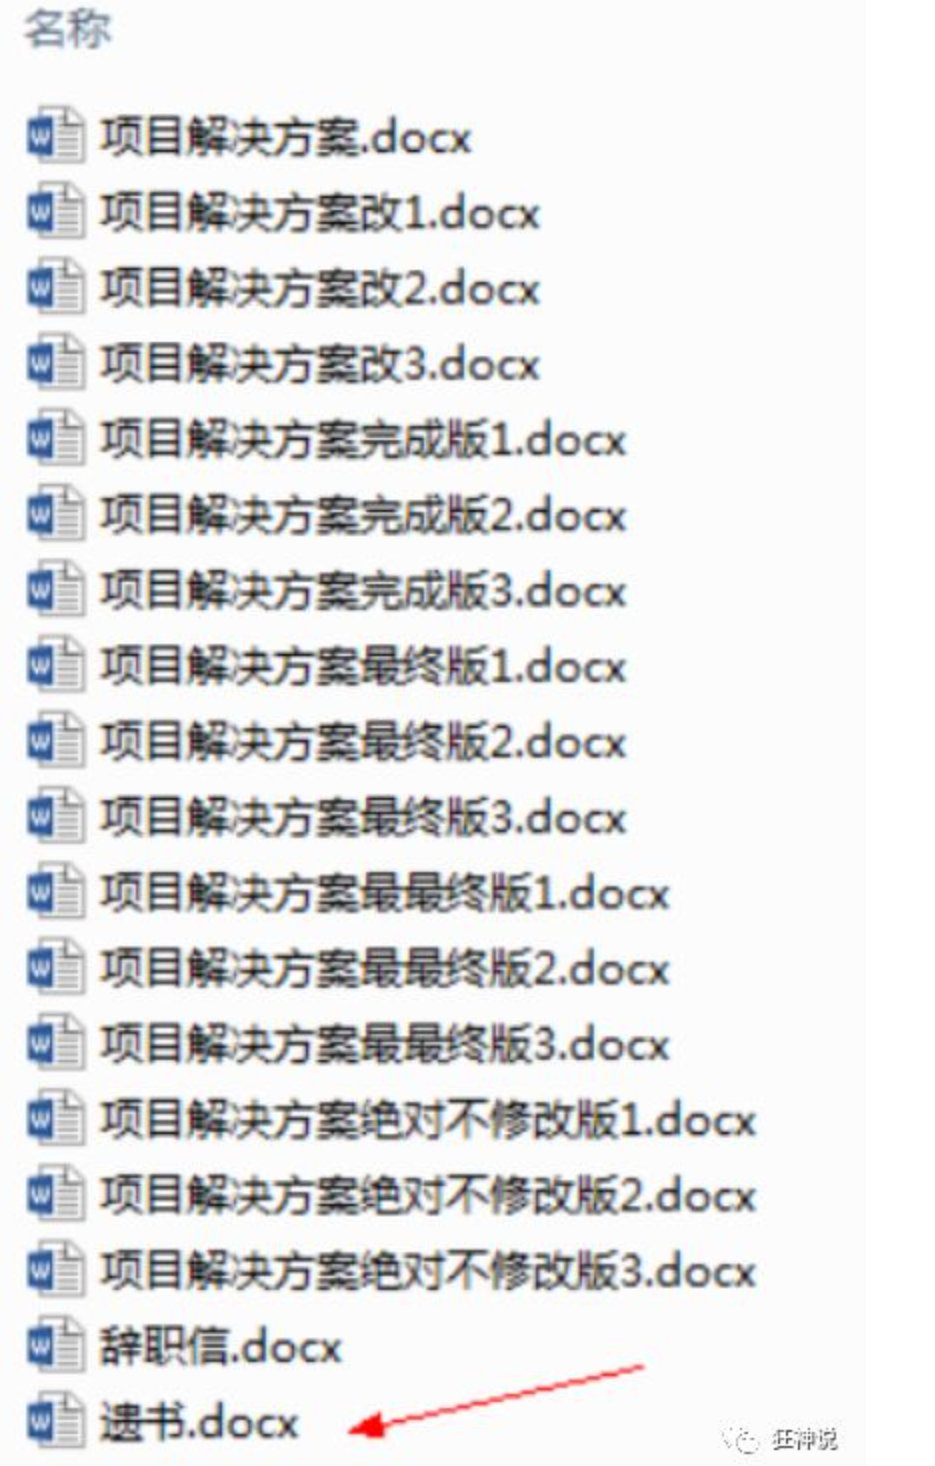 名称
项目解决方案.docx
项目解决方案改1.docx
项目解决方案改2.docx
项目解决方案改3.docx
项目解决方案完成版1.docx
项目解决方案完成版2.docx
项目解决方案完成版3.docx
项目解决方案最终版1.docx
项目解决方案最终版2.docx
项目解决方案最终版3.docx
项目解决方案最最终版1.docx
项目解决方案最最终版2.docx
项目解决方案最最终版3.docx
项目解决方案绝对不修改版1.docx
项目解决方案绝对不修改版2.docx
项目解决方案绝对不修改版3.docx
辞职信.docx
遗书.docx
狂神说